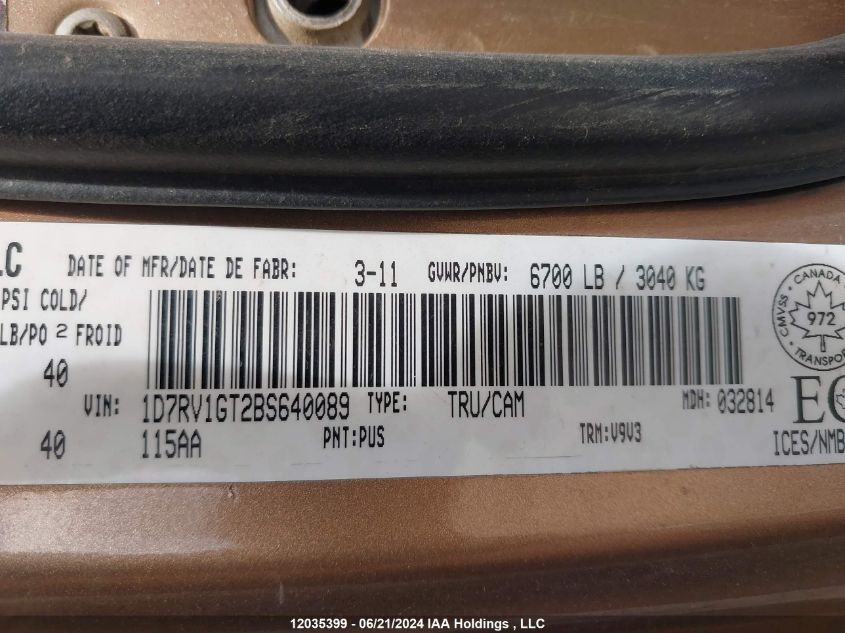 LC DATE OF MFR/DATE DE FABR: 3-11 GVWR/PNBV: 6700 LB / 3040 KG
PSI COLD/
LB/PO 2 FROID
40
VIN: 1D7RV1GT2BS640089 TYPE: TRU/CAM MDH: 032814
40 115AA PNT:PUS TRM:V9V3 ICES/NMB
CANADA
CMVSS
972
TRANSPORT
EC
12035399 - 06/21/2024 IAA Holdings , LLC